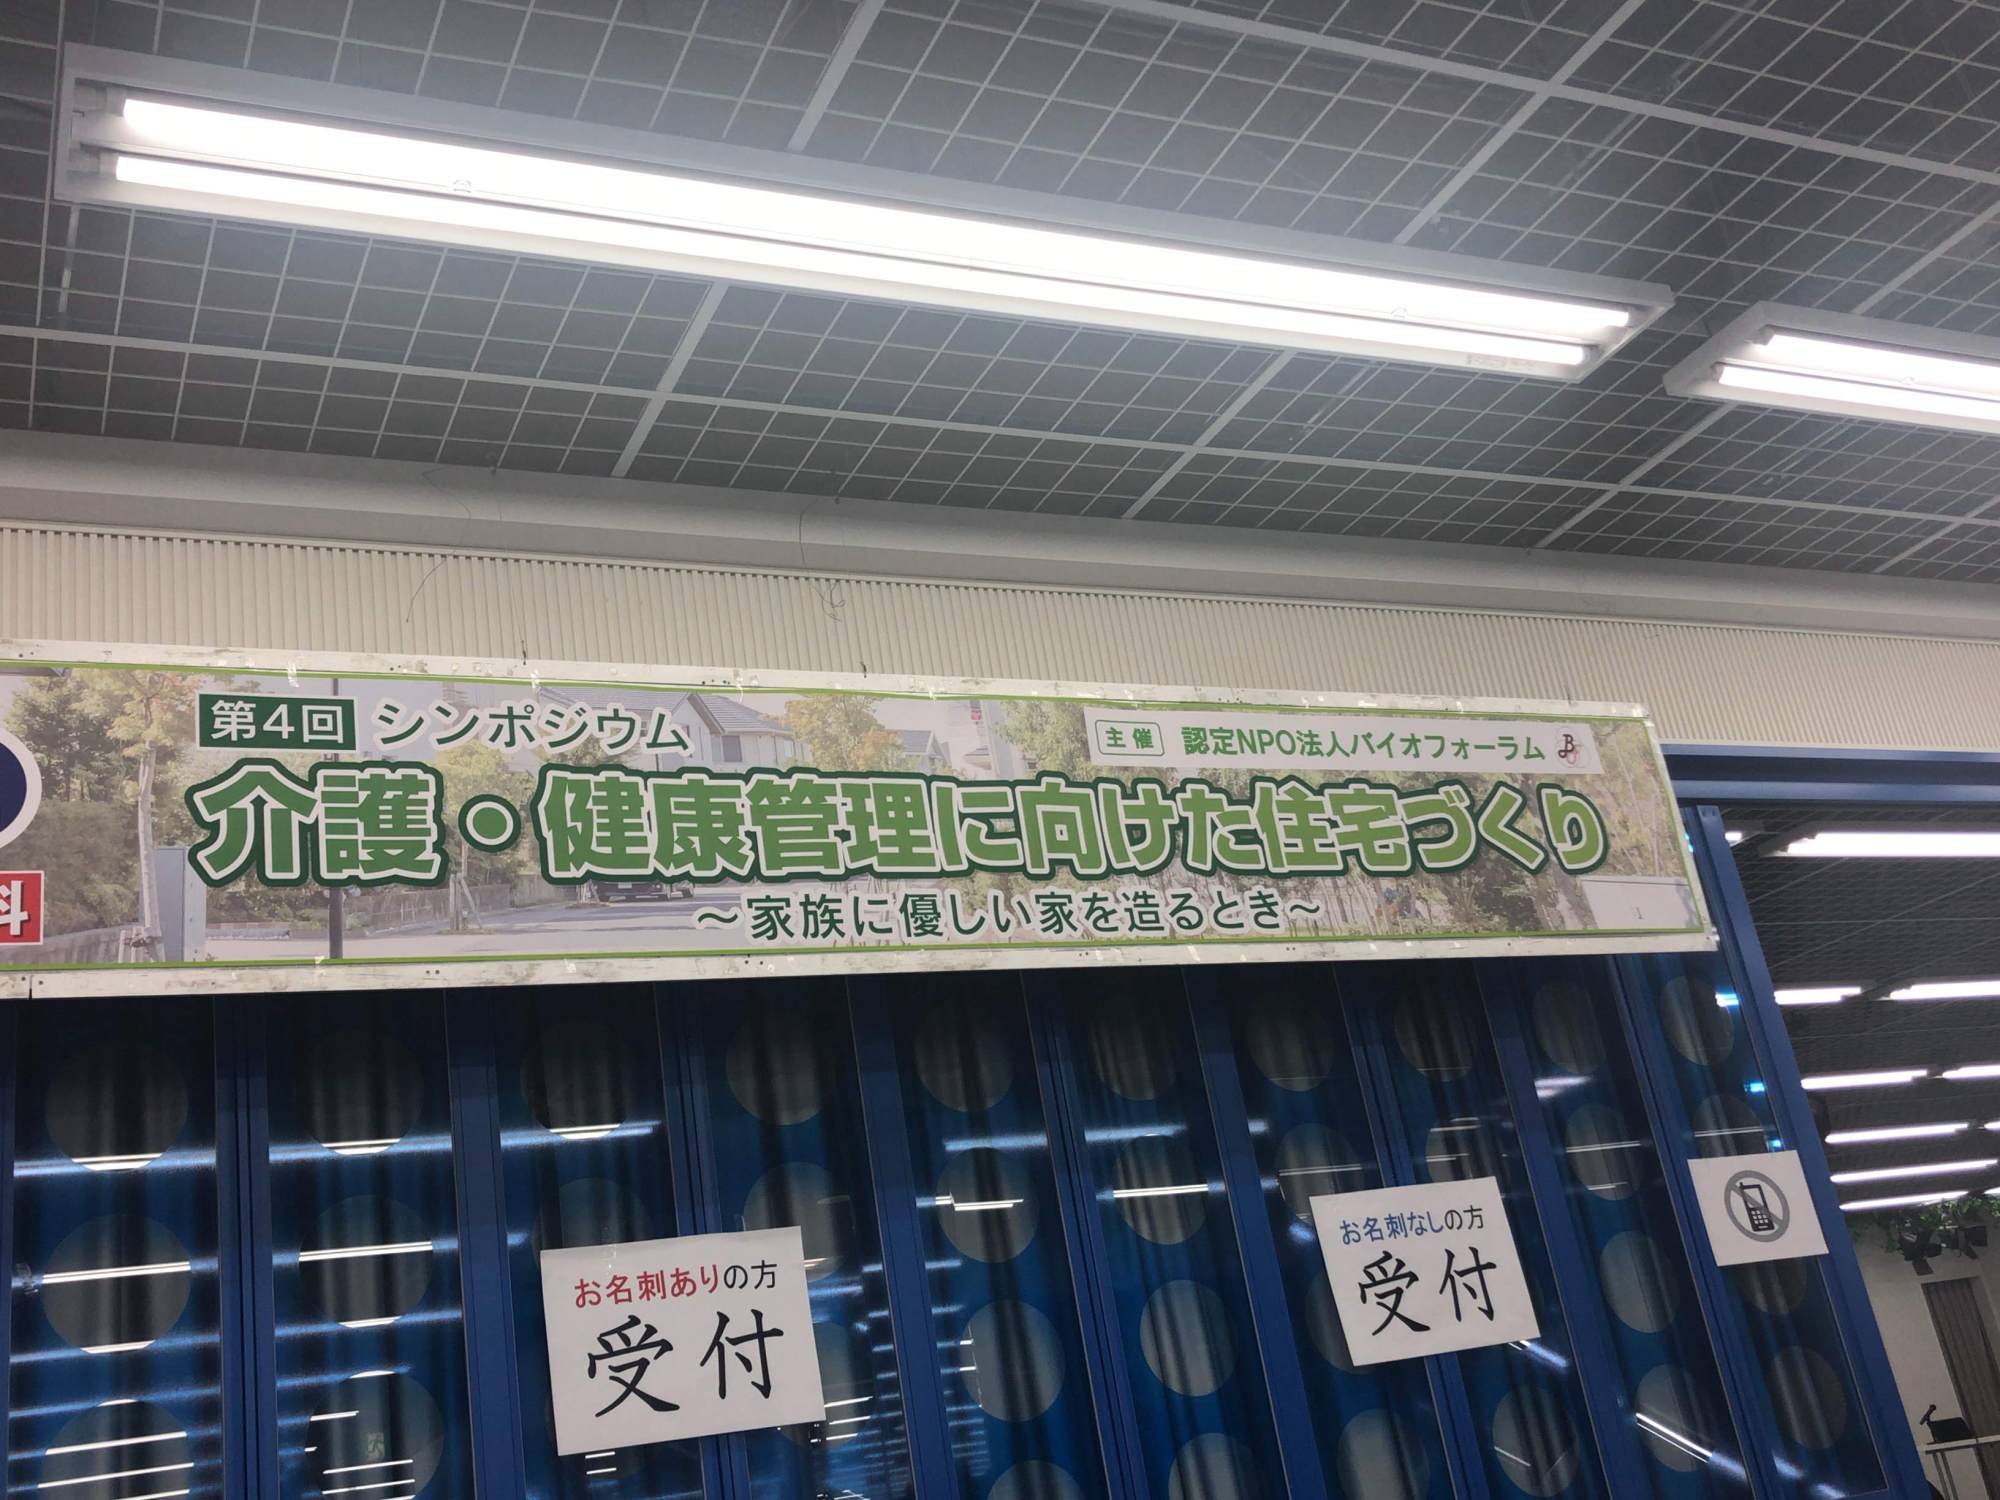 第4回 シンポジウム
主催 認定NPO法人バイオフォーラム
介護・健康管理に向けた住宅づくり
～家族に優しい家を造るとき～
料
お名刺ありの方
受付
お名刺なしの方
受付